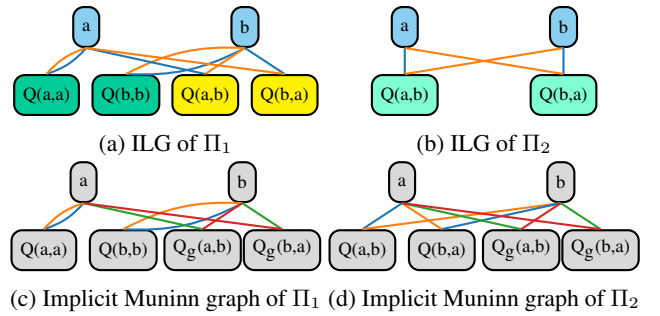 a b a b
Q(a,a) Q(b,b) Q(a,b) Q(b,a) Q(a,b) Q(b,a)
(a) ILG of Π₁ (b) ILG of Π₂
a b a b
Q(a,a) Q(b,b) Qg(a,b) Qg(b,a) Q(a,b) Q(b,a) Qg(a,b) Qg(b,a)
(c) Implicit Muninn graph of Π₁ (d) Implicit Muninn graph of Π₂